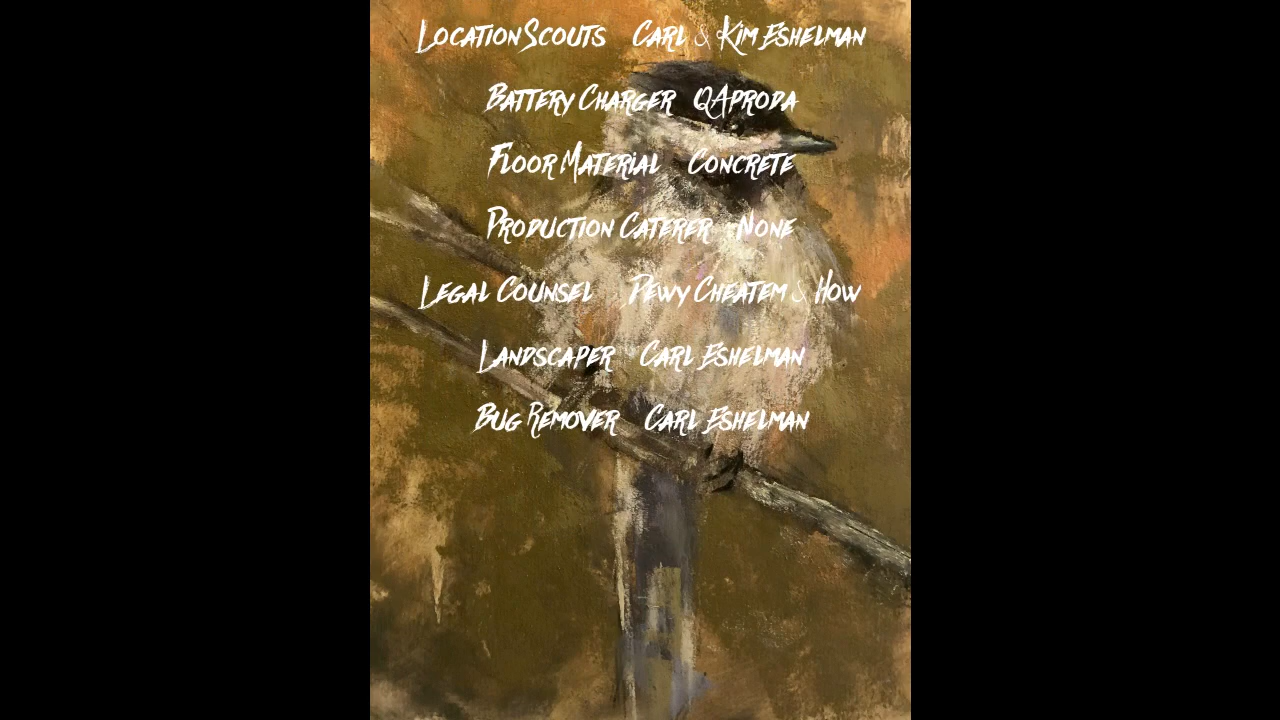 Location Scouts Carl & Kim Eshelman
Battery Charger QAproda
Floor Material Concrete
Production Caterer None
Legal Counsel Dewy Cheatem & How
Landscaper Carl Eshelman
Bug Remover Carl Eshelman